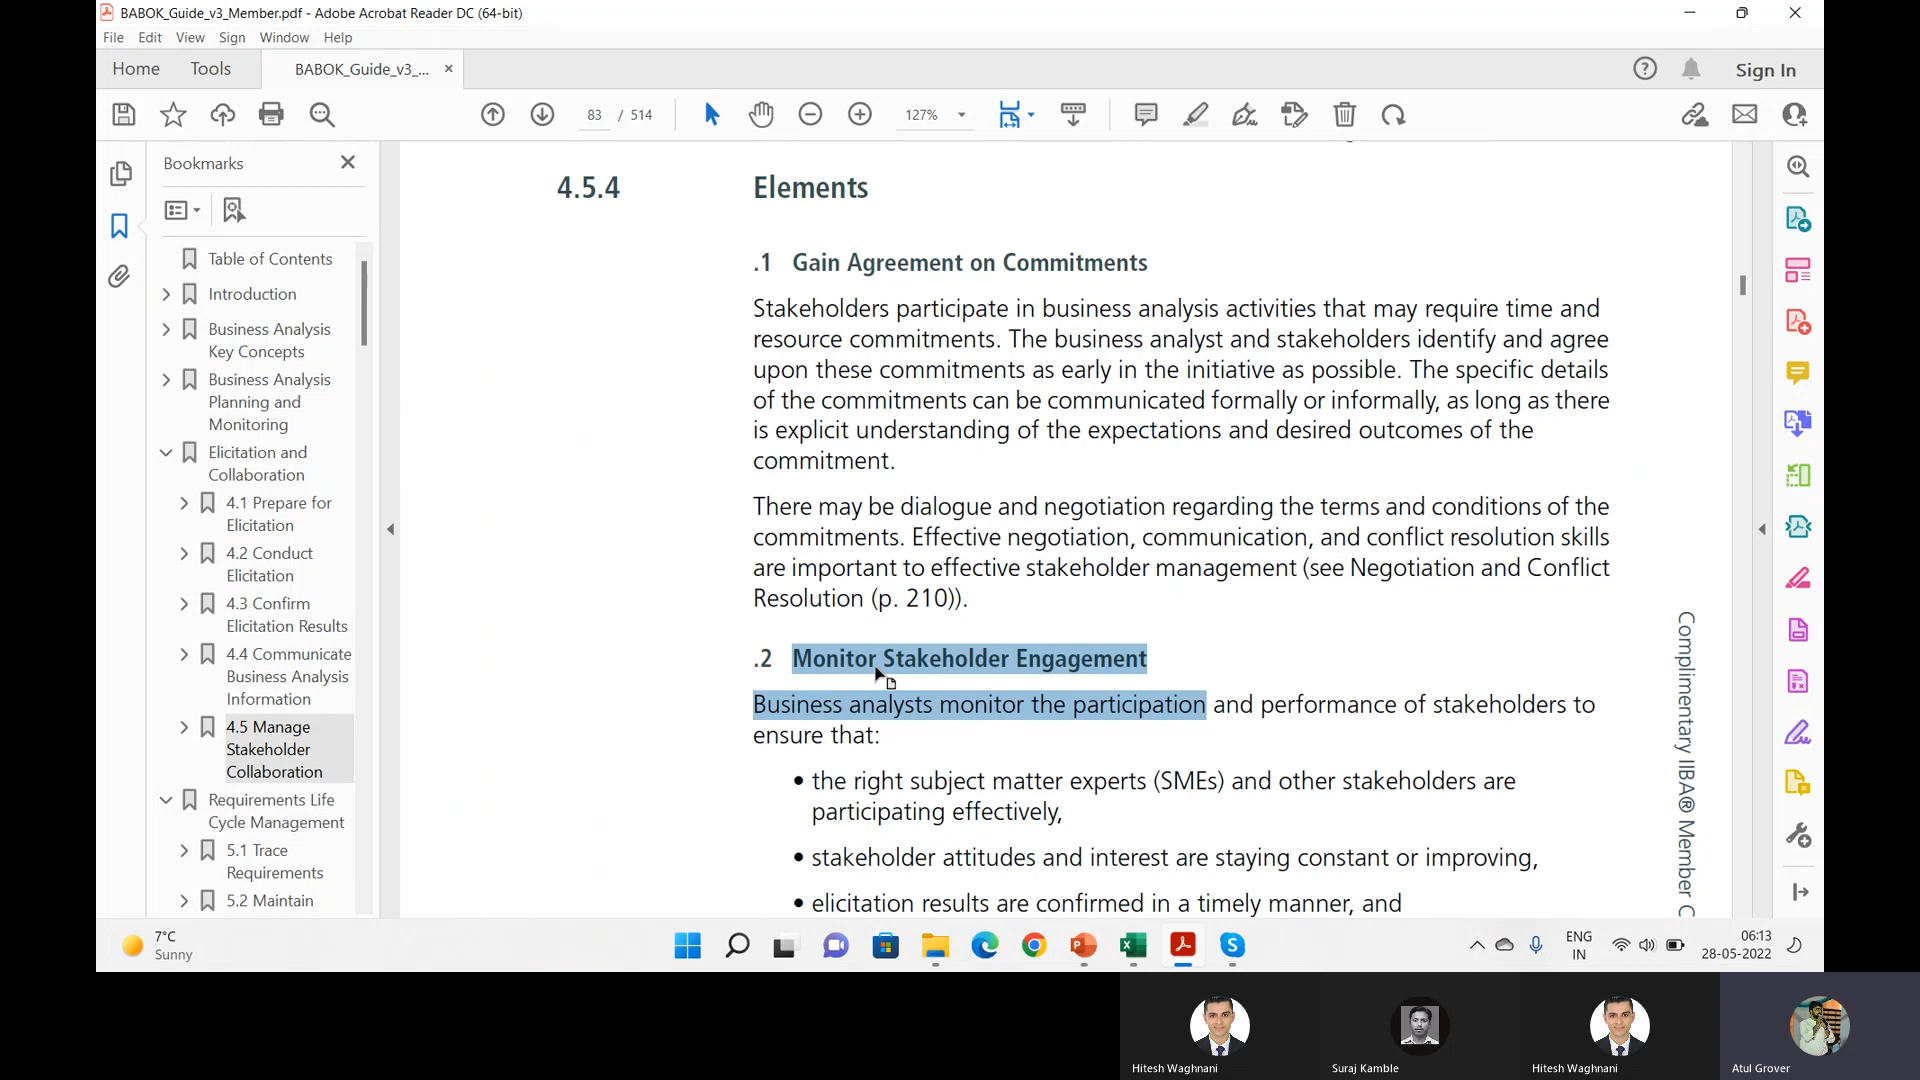 BABOK_Guide_v3_Member.pdf - Adobe Acrobat Reader DC (64-bit)
File Edit View Sign Window Help
Home Tools BABOK_Guide_v3_... × Sign In
83 / 514 127%
Bookmarks
Table of Contents
Introduction
Business Analysis
Key Concepts
Business Analysis
Planning and
Monitoring
Elicitation and
Collaboration
4.1 Prepare for
Elicitation
4.2 Conduct
Elicitation
4.3 Confirm
Elicitation Results
4.4 Communicate
Business Analysis
Information
4.5 Manage
Stakeholder
Collaboration
Requirements Life
Cycle Management
5.1 Trace
Requirements
5.2 Maintain
4.5.4 Elements
.1 Gain Agreement on Commitments
Stakeholders participate in business analysis activities that may require time and
resource commitments. The business analyst and stakeholders identify and agree
upon these commitments as early in the initiative as possible. The specific details
of the commitments can be communicated formally or informally, as long as there
is explicit understanding of the expectations and desired outcomes of the
commitment.
There may be dialogue and negotiation regarding the terms and conditions of the
commitments. Effective negotiation, communication, and conflict resolution skills
are important to effective stakeholder management (see Negotiation and Conflict
Resolution (p. 210)).
.2 Monitor Stakeholder Engagement
Business analysts monitor the participation and performance of stakeholders to
ensure that:
• the right subject matter experts (SMEs) and other stakeholders are
participating effectively,
• stakeholder attitudes and interest are staying constant or improving,
• elicitation results are confirmed in a timely manner, and
Complimentary IIBA® Member C
7°C
Sunny
ENG
IN
06:13
28-05-2022
Hitesh Waghnani
Suraj Kamble
Hitesh Waghnani
Atul Grover